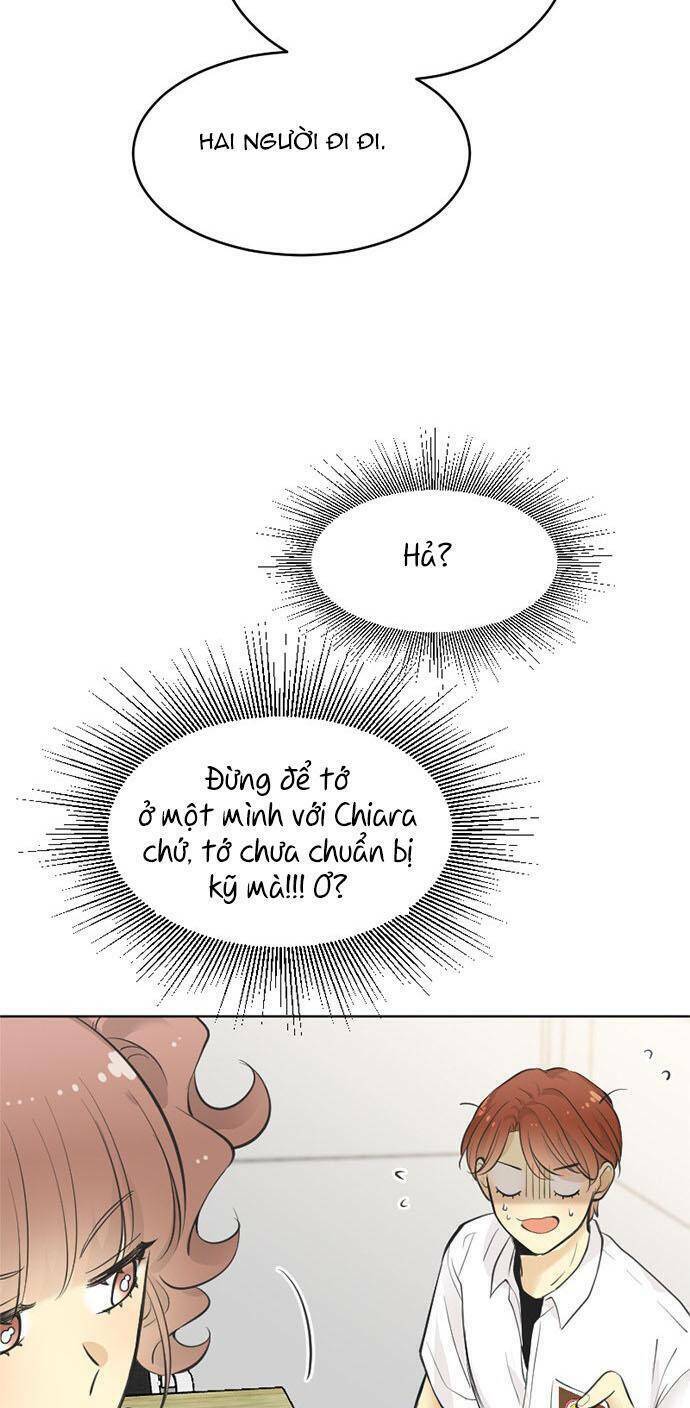 HAI NGƯỜI ĐI ĐI.
Hả?
Đừng để tớ
ở một mình với Chiara
chứ, tớ chưa chuẩn bị
kỹ mà!!! Ơ?